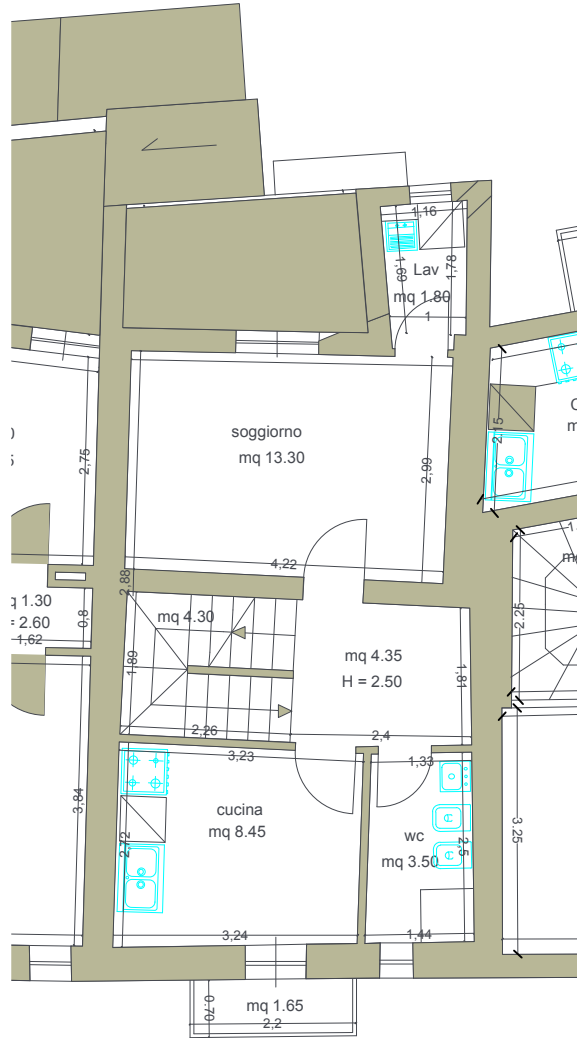 1,16
1,69
1,78
Lav
mq 1.80
1
soggiorno
mq 13.30
2,75
2,99
2,15
4,22
2,88
q 1.30
= 2.60
0,8
1,62
mq 4.30
mq 4.35
H = 2.50
1,89
1,81
2,25
2,26
2,4
3,23
1,33
cucina
mq 8.45
wc
mq 3.50
3,84
2,72
2,5
3,25
3,24
1,44
mq 1.65
0.70
2,2